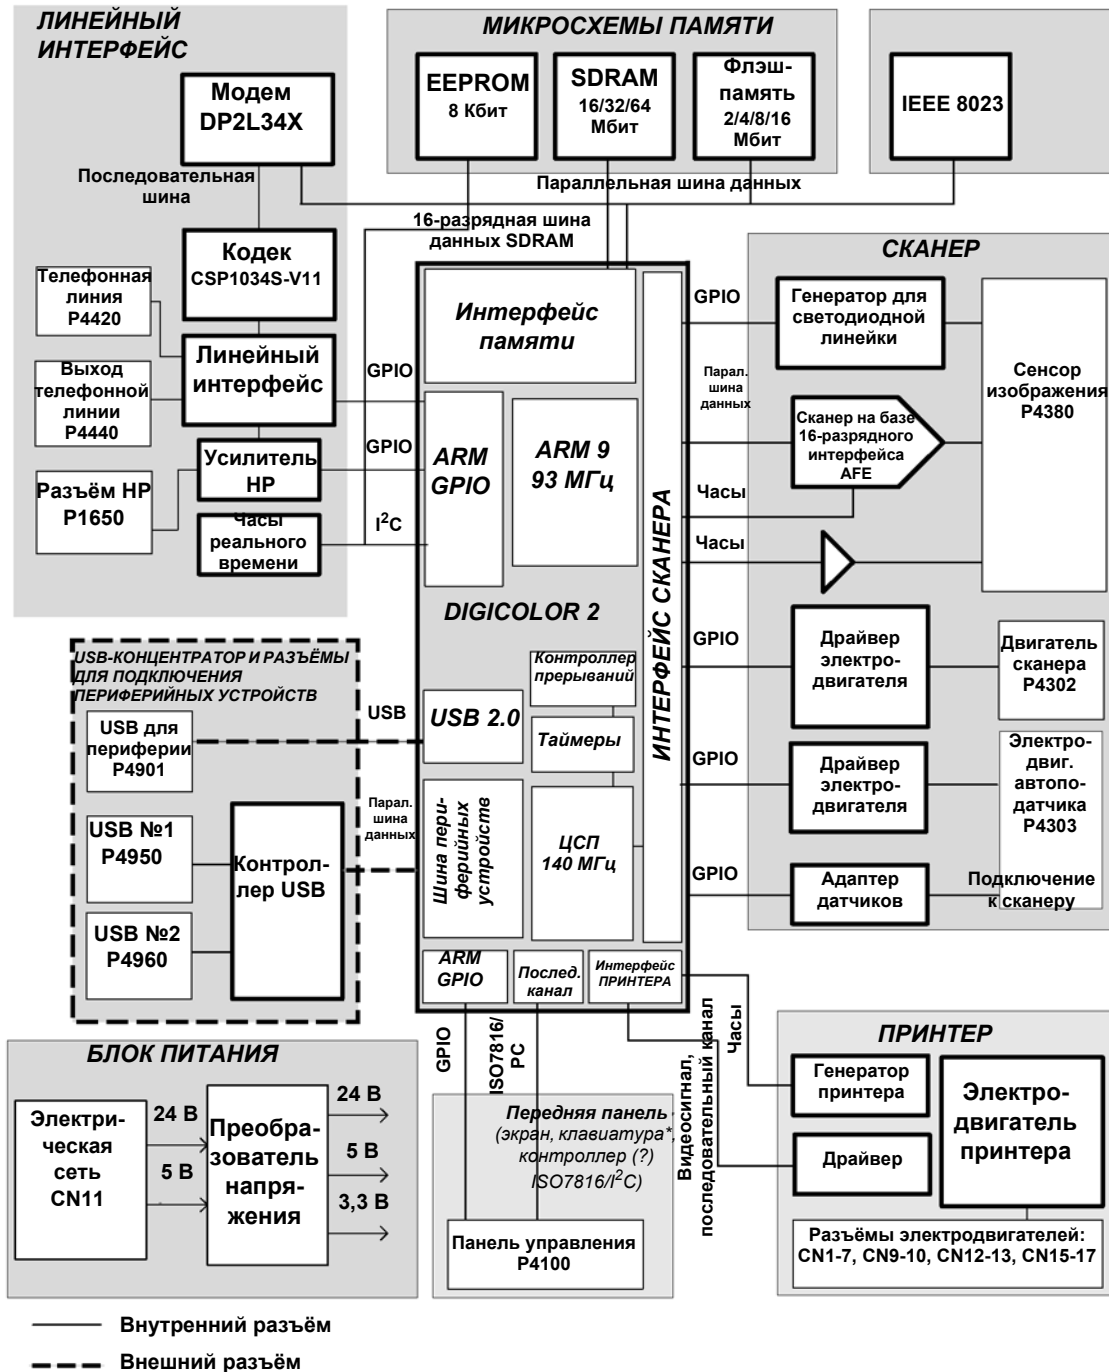 ЛИНЕЙНЫЙ
ИНТЕРФЕЙС
Модем
DP2L34X
Последовательная
шина
Кодек
CSP1034S-V11
Телефонная
линия
P4420
Линейный
интерфейс
Выход
телефонной
линии
P4440
Усилитель
НР
Разъём НР
P1650
Часы
реального
времени
МИКРОСХЕМЫ ПАМЯТИ
EEPROM
8 Кбит
SDRAM
16/32/64
Мбит
Флэш-
память
2/4/8/16
Мбит
IEEE 8023
Параллельная шина данных
16-разрядная шина
данных SDRAM
GPIO
GPIO
I²C
Интерфейс
памяти
ARM
GPIO
ARM 9
93 МГц
DIGICOLOR 2
ИНТЕРФЕЙС СКАНЕРА
Контроллер
прерываний
USB 2.0
Таймеры
Шина пери-
ферийных
устройств
ЦСП
140 МГц
ARM
GPIO
Послед.
канал
Интерфейс
ПРИНТЕРА
СКАНЕР
GPIO
Генератор для
светодиодной
линейки
Сенсор
изображения
P4380
Парал.
шина
данных
Сканер на базе
16-разрядного
интерфейса
AFE
Часы
Часы
GPIO
Драйвер
электро-
двигателя
Двигатель
сканера
P4302
GPIO
Драйвер
электро-
двигателя
Электро-
двиг.
автопо-
датчика
P4303
GPIO
Адаптер
датчиков
Подключение
к сканеру
USB-КОНЦЕНТРАТОР И РАЗЪЁМЫ
ДЛЯ ПОДКЛЮЧЕНИЯ
ПЕРИФЕРИЙНЫХ УСТРОЙСТВ
USB для
периферии
P4901
USB
USB №1
P4950
USB №2
P4960
Контрол-
лер USB
Парал.
шина
данных
GPIO
ISO7816/
PC
Видеосигнал,
последовательный канал
Часы
БЛОК ПИТАНИЯ
Электри-
ческая
сеть
CN11
24 В
5 В
Преобра-
зователь
напря-
жения
24 В
5 В
3,3 В
Передняя панель
(экран, клавиатура*,
контроллер (?)
ISO7816/I²C)
Панель управления
P4100
ПРИНТЕР
Генератор
принтера
Драйвер
Электро-
двигатель
принтера
Разъёмы электродвигателей:
CN1-7, CN9-10, CN12-13, CN15-17
Внутренний разъём
Внешний разъём